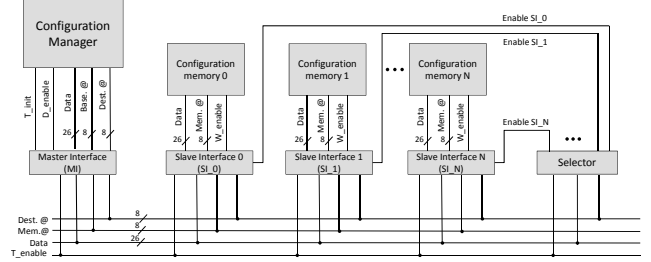 Configuration
Manager
Enable SI_0
Enable SI_1
Configuration
memory 0
Configuration
memory 1
...
Configuration
memory N
T_init
D_enable
Data
Base. @
Dest. @
26
8
8
Data
Mem. @
W_enable
26
8
Data
Mem. @
W_enable
26
8
Data
Mem. @
W_enable
26
8
Enable SI_N
...
Master Interface
(MI)
Slave Interface 0
(SI_0)
Slave Interface 1
(SI_1)
Slave Interface N
(SI_N)
Selector
Dest. @
8
Mem.@
8
Data
26
T_enable